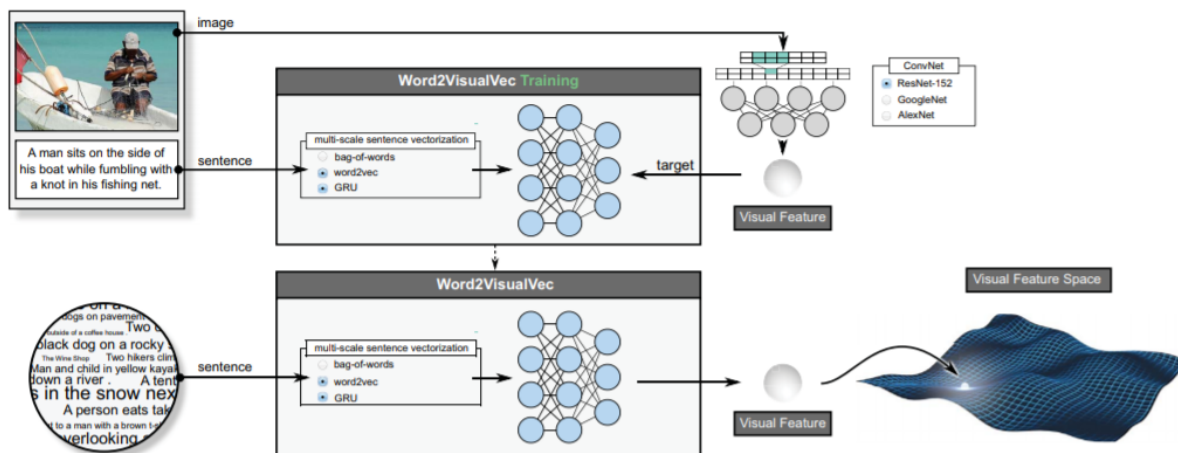 image
Word2VisualVec Training
ConvNet
ResNet-152
GoogleNet
AlexNet
multi-scale sentence vectorization
bag-of-words
word2vec
GRU
A man sits on the side of
his boat while fumbling with
a knot in his fishing net.
sentence
target
Visual Feature
Word2VisualVec
Visual Feature Space
dogs on pavement
outside of a coffee house . Two
black dog on a rocky
The Wine Shop Two hikers clim
Man and child in yellow kayak
down a river . A tent
s in the snow nex
A person eats tak
t to a man with a brown t-s
verlooking
sentence
multi-scale sentence vectorization
bag-of-words
word2vec
GRU
Visual Feature